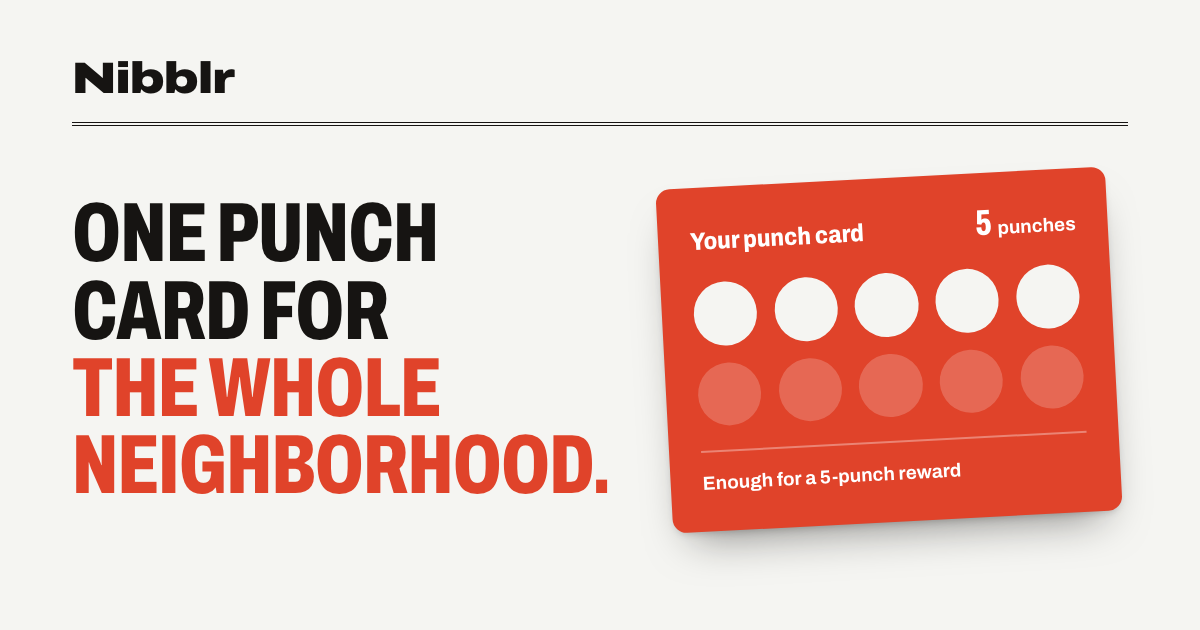 Nibblr
ONE PUNCH
CARD FOR
THE WHOLE
NEIGHBORHOOD.
Your punch card
5 punches
Enough for a 5-punch reward